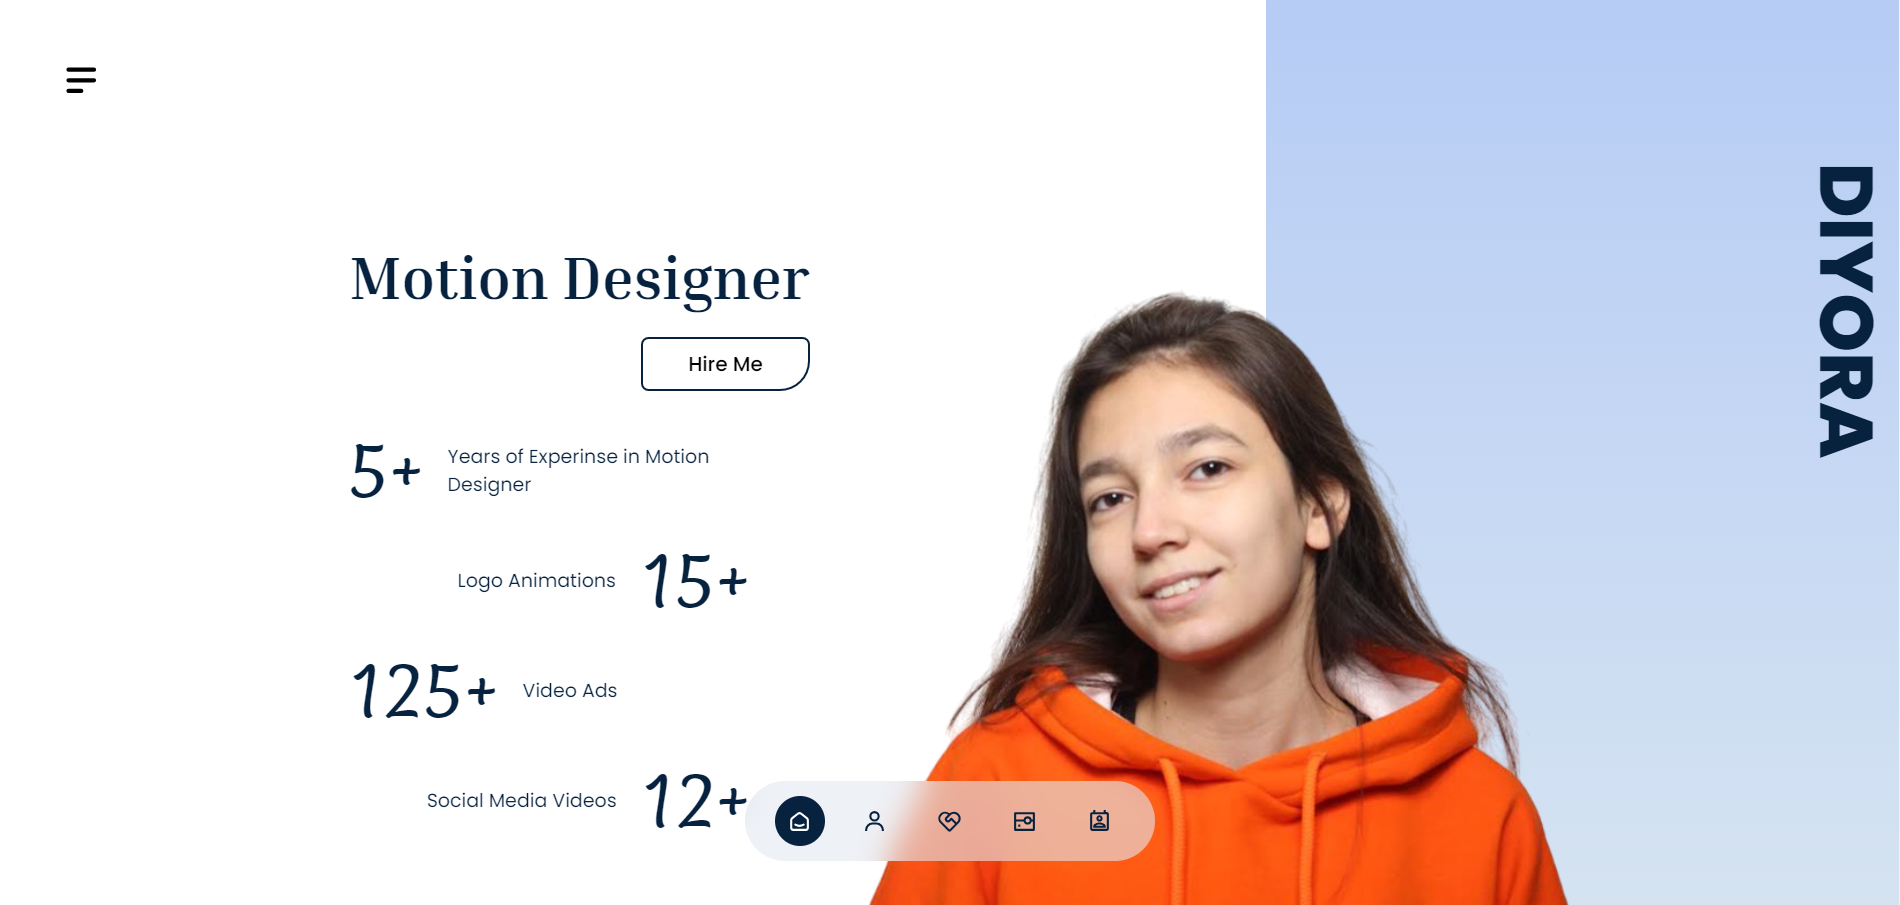 Motion Designer
Hire Me
5+
Years of Experinse in Motion
Designer
Logo Animations
15+
125+
Video Ads
Social Media Videos
12+
DIYORA